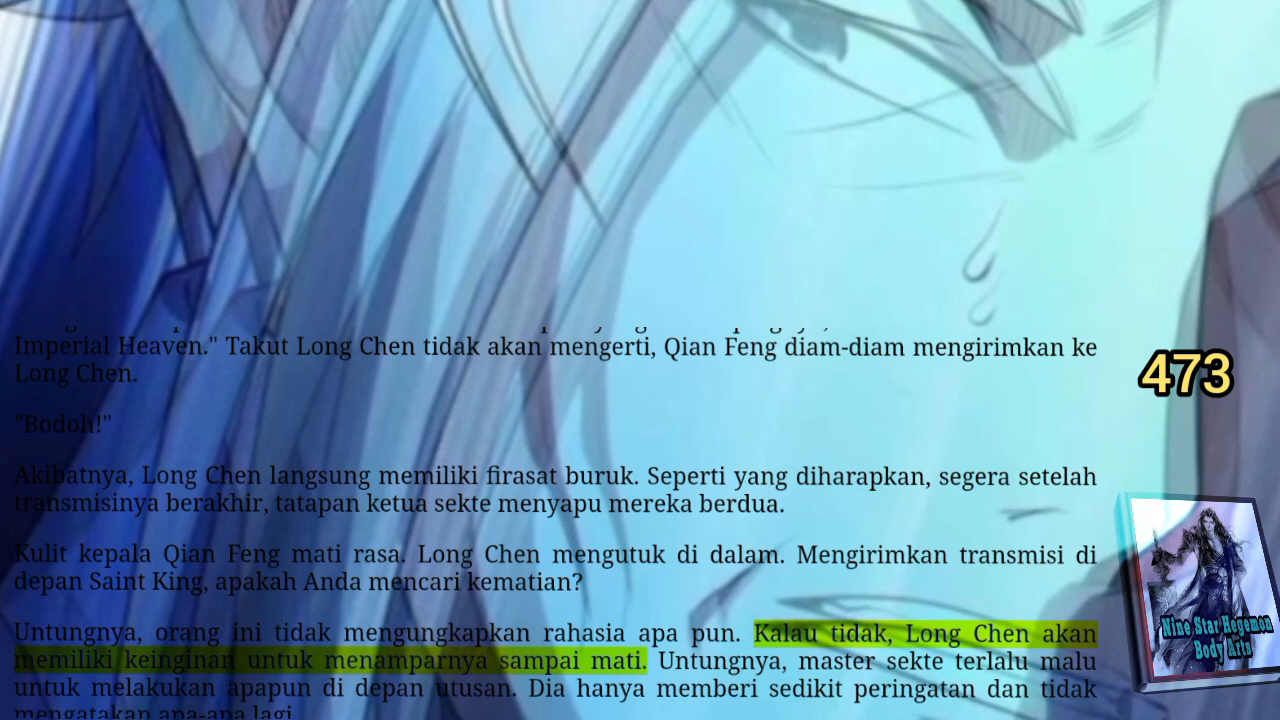 Imperial Heaven." Takut Long Chen tidak akan mengerti, Qian Feng diam-diam mengirimkan ke
Long Chen.
"Bodoh!"
Akibatnya, Long Chen langsung memiliki firasat buruk. Seperti yang diharapkan, segera setelah
transmisinya berakhir, tatapan ketua sekte menyapu mereka berdua.
Kulit kepala Qian Feng mati rasa. Long Chen mengutuk di dalam. Mengirimkan transmisi di
depan Saint King, apakah Anda mencari kematian?
Untungnya, orang ini tidak mengungkapkan rahasia apa pun. Kalau tidak, Long Chen akan
memiliki keinginan untuk menamparnya sampai mati. Untungnya, master sekte terlalu malu
untuk melakukan apapun di depan utusan. Dia hanya memberi sedikit peringatan dan tidak
mengatakan apa-apa lagi.
473
Nine Star Hegemon
Body Arts